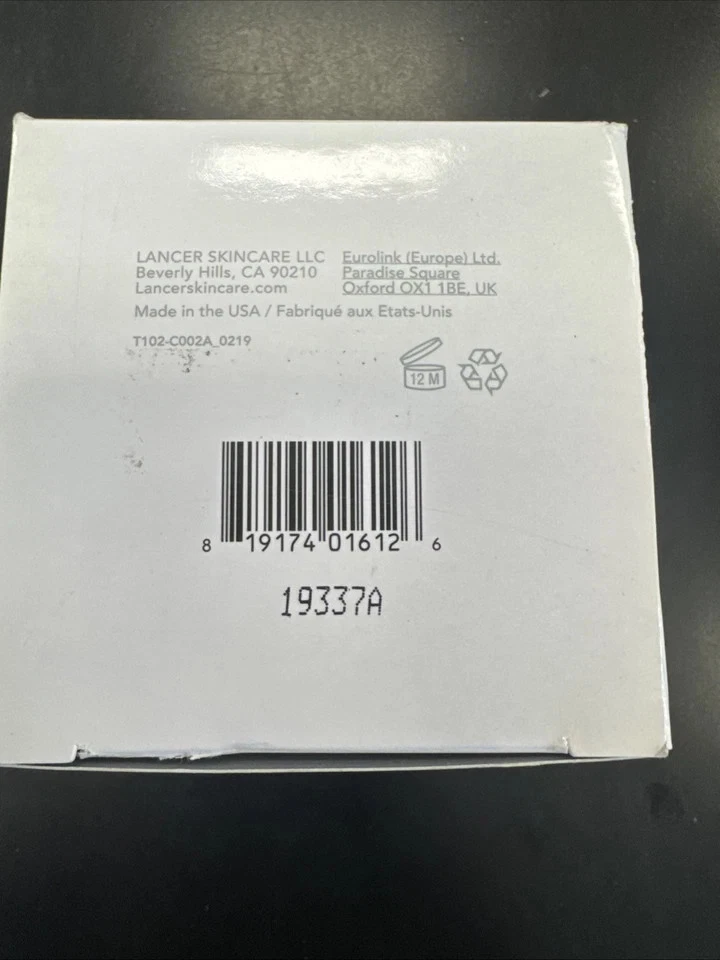 LANCER SKINCARE LLC
Beverly Hills, CA 90210
Lancerskincare.com
Eurolink (Europe) Ltd.
Paradise Square
Oxford OX1 1BE, UK
Made in the USA / Fabriqué aux Etats-Unis
T102-C002A_0219
12 M
8 19174 01612 6
19337A